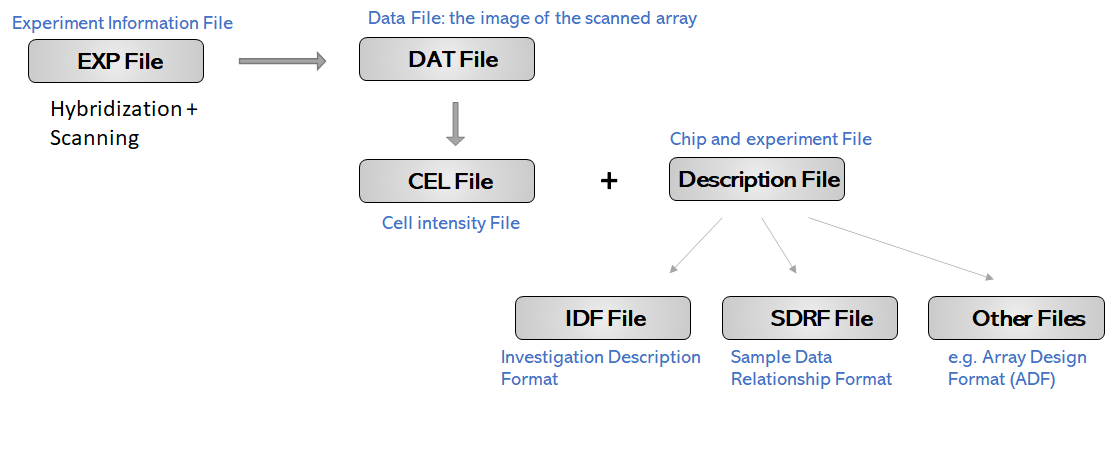 Experiment Information File
EXP File
Hybridization +
Scanning
Data File: the image of the scanned array
DAT File
CEL File
Cell intensity File
+
Chip and experiment File
Description File
IDF File
Investigation Description
Format
SDRF File
Sample Data
Relationship Format
Other Files
e.g. Array Design
Format (ADF)